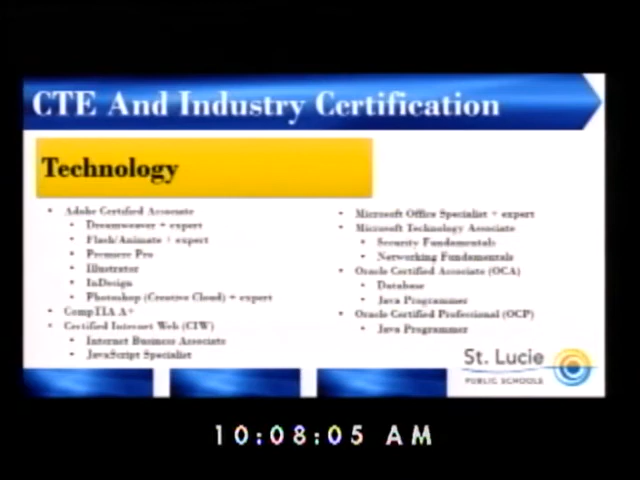 CTE And Industry Certification
Technology
• Adobe Certified Associate
• Dreamweaver + expert
• Flash/Animate + expert
• Premiere Pro
• Illustrator
• InDesign
• Photoshop (Creative Cloud) + expert
• CompTIA A+
• Certified Internet Web (CIW)
• Internet Business Associate
• JavaScript Specialist
• Microsoft Office Specialist + expert
• Microsoft Technology Associate
• Security Fundamentals
• Networking Fundamentals
• Oracle Certified Associate (OCA)
• Database
• Java Programmer
• Oracle Certified Professional (OCP)
• Java Programmer
St. Lucie
PUBLIC SCHOOLS
10:08:05 AM